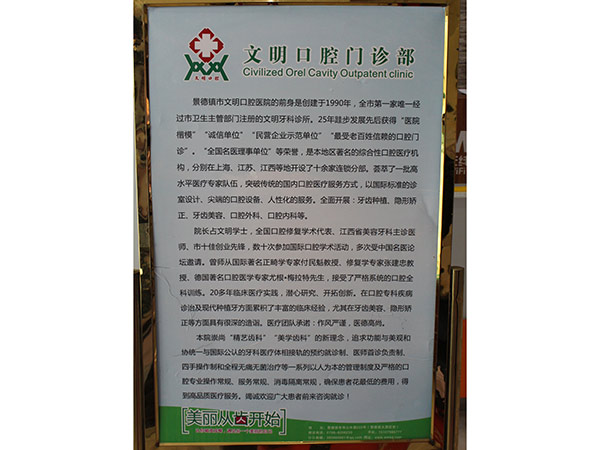 文明口腔
文明口腔门诊部
Civilized Orel Cavity Outpatent clinic
景德镇市文明口腔医院的前身是创建于1990年，全市第一家唯一经
过市卫生主管部门注册的文明牙科诊所。25年跬步发展先后获得“医院
楷模”“诚信单位”“民营企业示范单位”“最受老百姓信赖的口腔门
诊”。“全国名医理事单位”等荣誉，是本地区著名的综合性口腔医疗机
构，分别在上海、江苏、江西等地开设了十余家连锁分部。荟萃了一批高
水平医疗专家队伍，突破传统的国内口腔医疗服务方式，以国际标准的诊
室设计、尖端的口腔设备、人性化的服务。全面开展：牙齿种植、隐形矫
正、牙齿美容、口腔外科、口腔内科等。
院长占文明学士，全国口腔修复学术代表、江西省美容牙科主诊医
师、市十佳创业先锋，数十次参加国际口腔学术活动，多次受中国名医论
坛邀请。曾师从国际著名正畸学专家付民魁教授、修复学专家张建忠教
授、德国著名口腔医学专家尤根•梅拉特先生，接受了严格系统的口腔全
科训练。20多年临床医疗实践，潜心研究、开拓创新。在口腔专科疾病
诊治及现代种植牙方面累积了丰富的临床经验，尤其在牙齿美容、隐形矫
正等方面具有很深的造诣。医疗团队承诺：作风严谨，医德高尚。
本院崇尚“精艺齿科”“美学齿科”的新理念，追求功能与美观和
协统一与国际公认的牙科医疗体相接轨的预约就诊制、医师首诊负责制、
四手操作制和全程无痛无菌治疗等一系列以人为本的管理制度及严格的口
腔专业操作常规、服务常规、消毒隔离常规，确保患者花最低的费用，得
到高品质医疗服务。竭诚欢迎广大患者前来咨询就诊！
[美丽从齿开始]